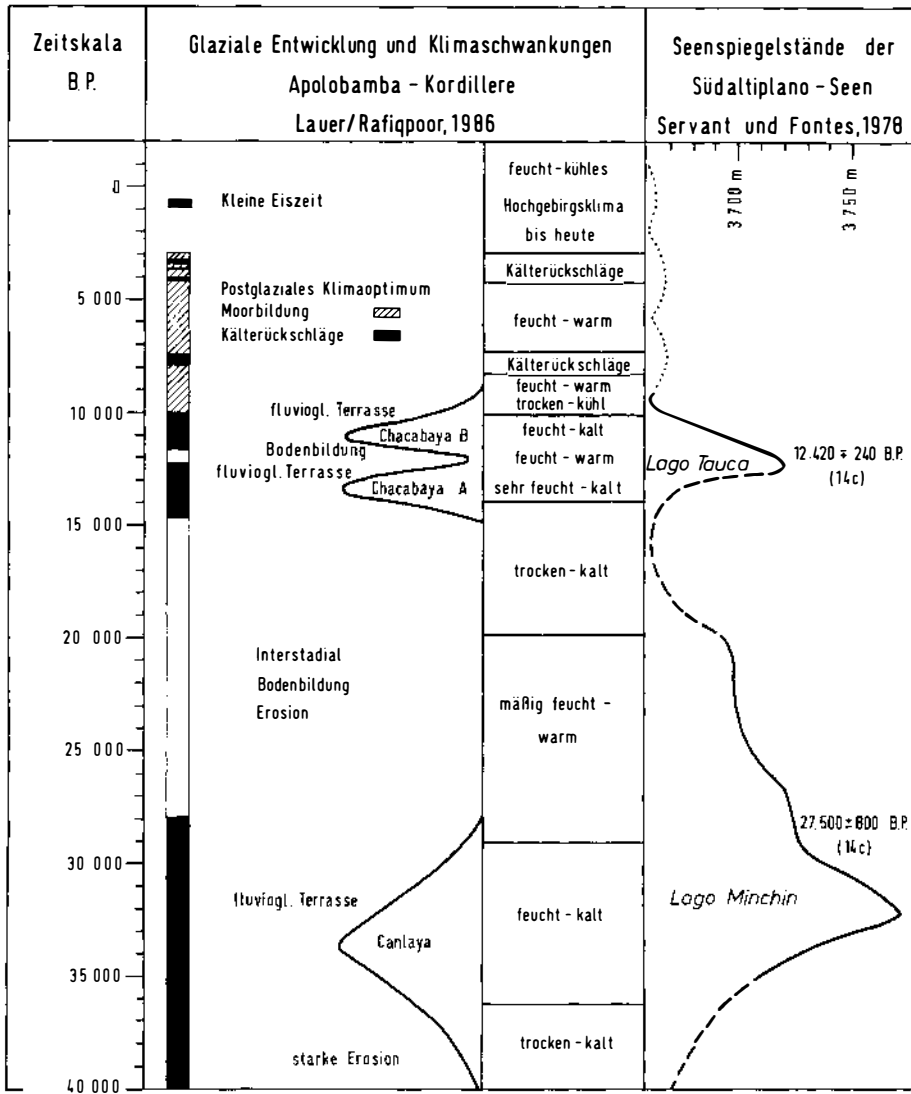 Zeitskala
B.P.
Glaziale Entwicklung und Klimaschwankungen
Apolobamba - Kordillere
Lauer/Rafiqpoor, 1986
Seenspiegelstände der
Südaltiplano - Seen
Servant und Fontes, 1978
0
5 000
10 000
15 000
20 000
25 000
30 000
35 000
40 000
Kleine Eiszeit
Postglaziales Klimaoptimum
Moorbildung
Kälterückschläge
fluviogl. Terrasse
Chacabaya B
Bodenbildung
fluviogl. Terrasse
Chacabaya A
Interstadial
Bodenbildung
Erosion
fluviogl. Terrasse
Canlaya
starke Erosion
feucht-kühles
Hochgebirgsklima
bis heute
Kälterückschläge
feucht - warm
Kälterückschläge
feucht - warm
trocken - kühl
feucht - kalt
feucht - warm
sehr feucht - kalt
trocken - kalt
mäßig feucht -
warm
feucht - kalt
trocken - kalt
3 700 m
3 750 m
Lago Tauca
12.420 ∓ 240 B.P.
(14c)
27.600 ± 800 B.P.
(14c)
Lago Minchin